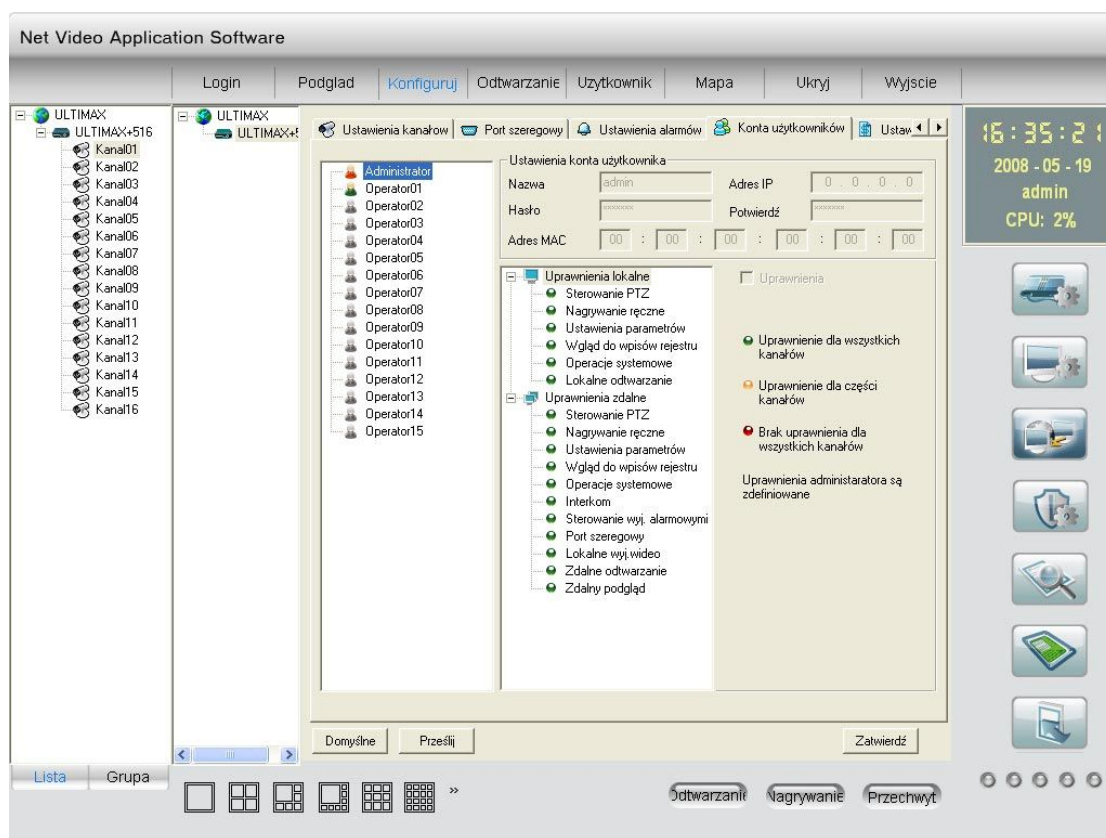 Net Video Application Software
Login Podglad Konfiguruj Odtwarzanie Uzytkownik Mapa Ukryj Wyjscie
ULTIMAX
ULTIMAX+516
Kanal01
Kanal02
Kanal03
Kanal04
Kanal05
Kanal06
Kanal07
Kanal08
Kanal09
Kanal10
Kanal11
Kanal12
Kanal13
Kanal14
Kanal15
Kanal16
Lista Grupa
ULTIMAX
ULTIMAX+5
Ustawienia kanałow Port szeregowy Ustawienia alarmów Konta użytkowników Ustaw
Administrator
Operator01
Operator02
Operator03
Operator04
Operator05
Operator06
Operator07
Operator08
Operator09
Operator10
Operator11
Operator12
Operator13
Operator14
Operator15
Ustawienia konta użytkownika
Nazwa admin Adres IP 0 . 0 . 0 . 0
Hasło xxxxxxx Potwierdź xxxxxxx
Adres MAC 00 : 00 : 00 : 00 : 00 : 00
Uprawnienia lokalne
Sterowanie PTZ
Nagrywanie ręczne
Ustawienia parametrów
Wgląd do wpisów rejestru
Operacje systemowe
Lokalne odtwarzanie
Uprawnienia zdalne
Sterowanie PTZ
Nagrywanie ręczne
Ustawienia parametrów
Wgląd do wpisów rejestru
Operacje systemowe
Interkom
Sterowanie wyj. alarmowymi
Port szeregowy
Lokalne wyj.wideo
Zdalne odtwarzanie
Zdalny podgląd
Uprawnienia
Uprawnienie dla wszystkich
kanałów
Uprawnienie dla części
kanałów
Brak uprawnienia dla
wszystkich kanałów
Uprawnienia administaratora są
zdefiniowane
Domyślne Prześlij Zatwierdź
Odtwarzanie Nagrywanie Przechwyt
16:35:21
2008 - 05 - 19
admin
CPU: 2%